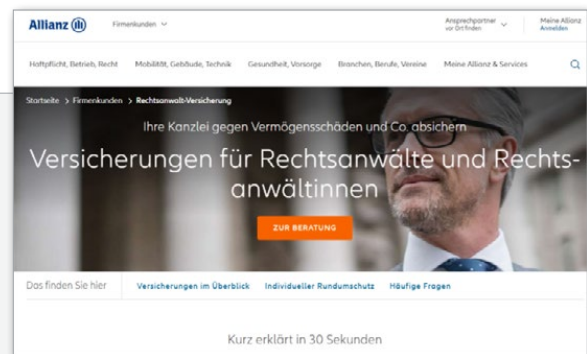 Allianz
Firmenkunden
Ansprechpartner
vor Ort finden
Meine Allianz
Anmelden
Haftpflicht, Betrieb, Recht
Mobilität, Gebäude, Technik
Gesundheit, Vorsorge
Branchen, Berufe, Vereine
Meine Allianz & Services
Startseite > Firmenkunden > Rechtsanwalt-Versicherung
Ihre Kanzlei gegen Vermögensschäden und Co. absichern
Versicherungen für Rechtsanwälte und Rechts-
anwältinnen
ZUR BERATUNG
Das finden Sie hier
Versicherungen im Überblick
Individueller Rundumschutz
Häufige Fragen
Kurz erklärt in 30 Sekunden